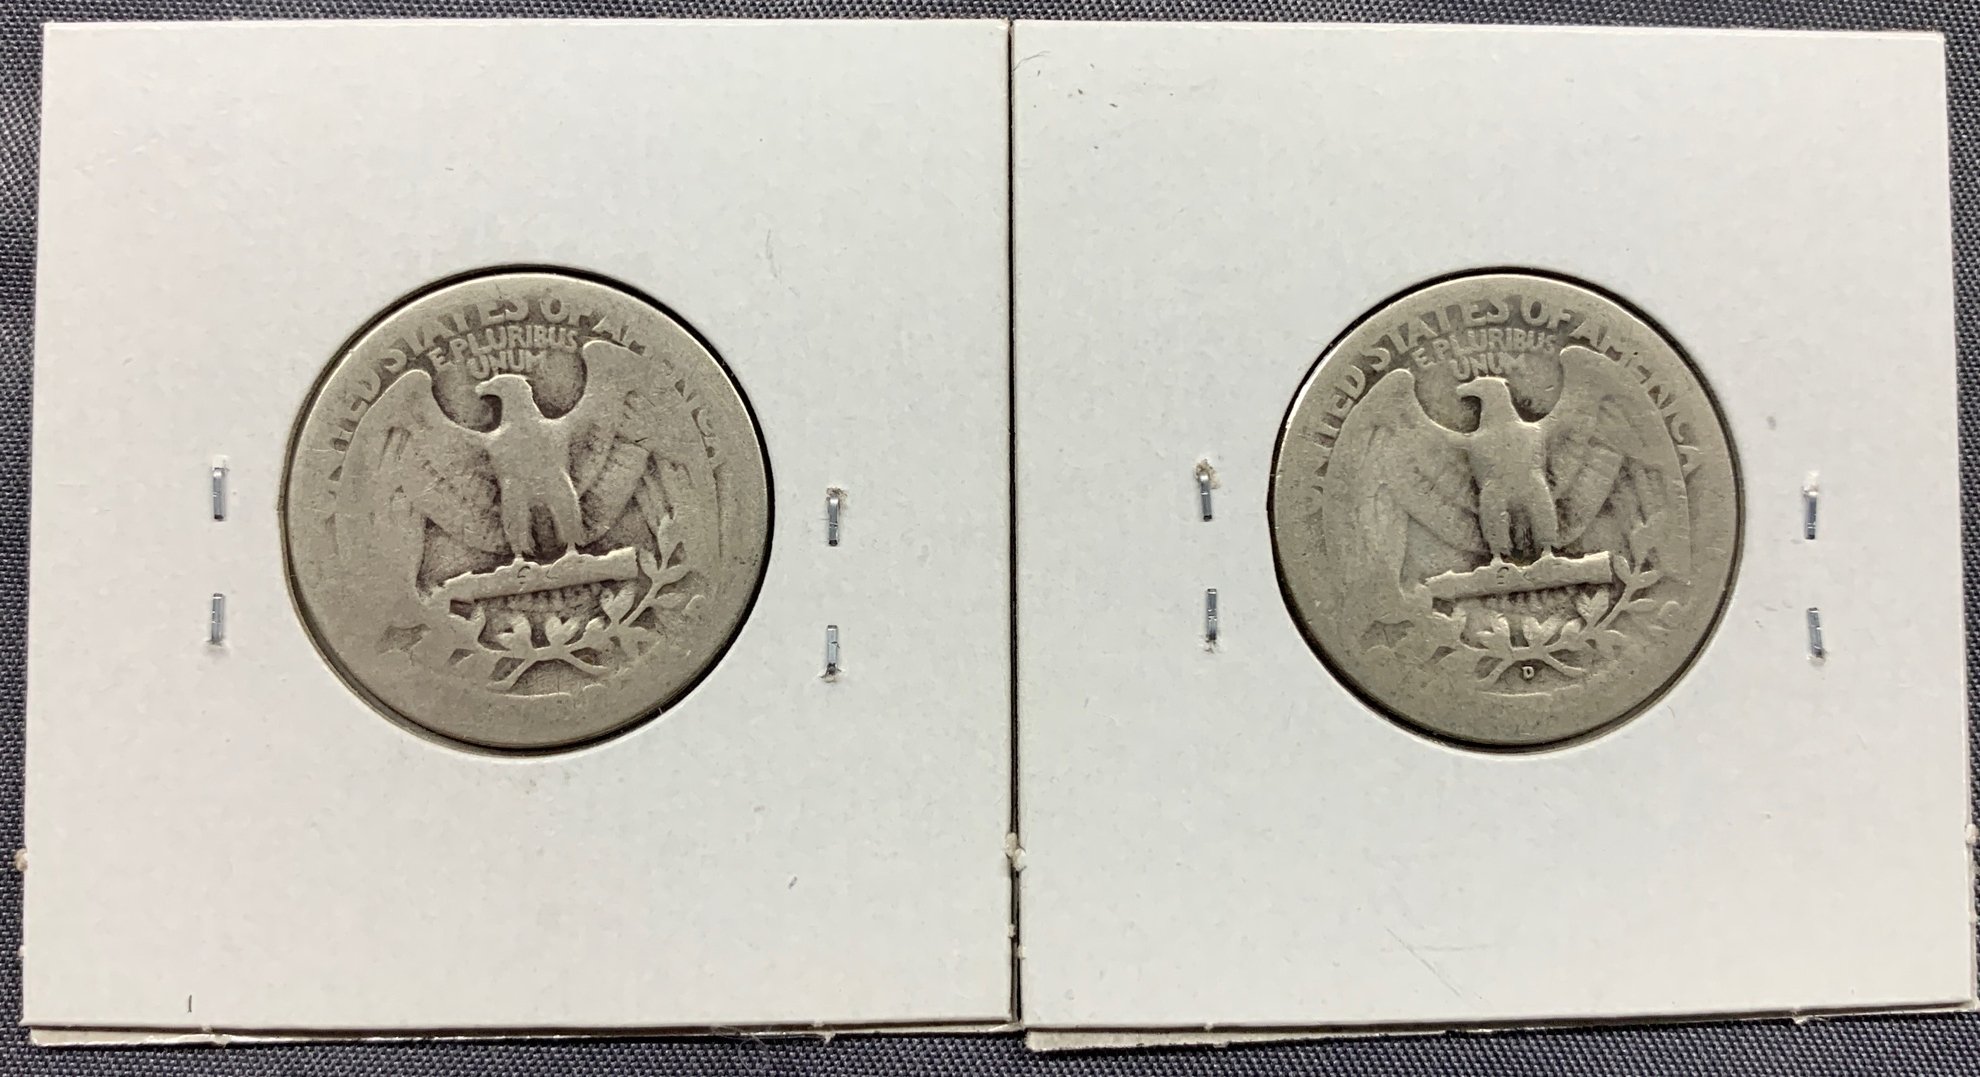 UNITED STATES OF AMERICA
E PLURIBUS
UNUM
UNITED STATES OF AMERICA
E PLURIBUS
UNUM
D